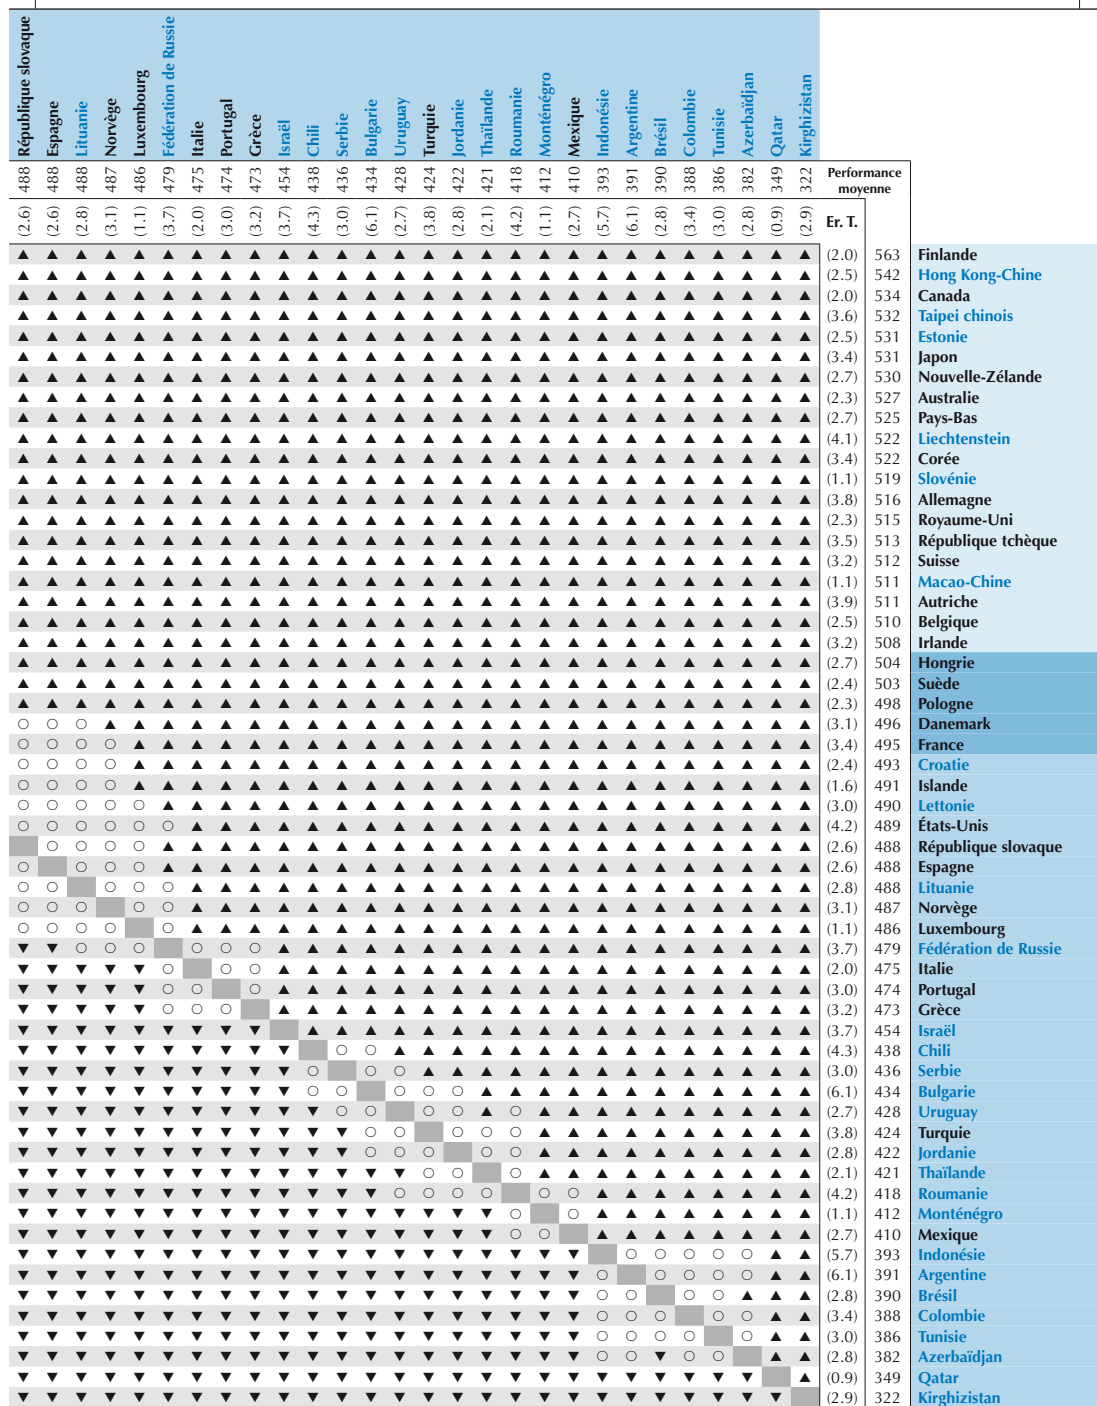 République slovaque
Espagne
Lituanie
Norvège
Luxembourg
Fédération de Russie
Italie
Portugal
Grèce
Israël
Chili
Serbie
Bulgarie
Uruguay
Turquie
Jordanie
Thaïlande
Roumanie
Monténégro
Mexique
Indonésie
Argentine
Brésil
Colombie
Tunisie
Azerbaïdjan
Qatar
Kirghizistan
488 488 488 487 486 479 475 474 473 454 438 436 434 428 424 422 421 418 412 410 393 391 390 388 386 382 349 322 Performance
moyenne
(2.6) (2.6) (2.8) (3.1) (1.1) (3.7) (2.0) (3.0) (3.2) (3.7) (4.3) (3.0) (6.1) (2.7) (3.8) (2.8) (2.1) (4.2) (1.1) (2.7) (5.7) (6.1) (2.8) (3.4) (3.0) (2.8) (0.9) (2.9) Er. T.
(2.0) 563 Finlande
(2.5) 542 Hong Kong-Chine
(2.0) 534 Canada
(3.6) 532 Taipei chinois
(2.5) 531 Estonie
(3.4) 531 Japon
(2.7) 530 Nouvelle-Zélande
(2.3) 527 Australie
(2.7) 525 Pays-Bas
(4.1) 522 Liechtenstein
(3.4) 522 Corée
(1.1) 519 Slovénie
(3.8) 516 Allemagne
(2.3) 515 Royaume-Uni
(3.5) 513 République tchèque
(3.2) 512 Suisse
(1.1) 511 Macao-Chine
(3.9) 511 Autriche
(2.5) 510 Belgique
(3.2) 508 Irlande
(2.7) 504 Hongrie
(2.4) 503 Suède
(2.3) 498 Pologne
(3.1) 496 Danemark
(3.4) 495 France
(2.4) 493 Croatie
(1.6) 491 Islande
(3.0) 490 Lettonie
(4.2) 489 États-Unis
(2.6) 488 République slovaque
(2.6) 488 Espagne
(2.8) 488 Lituanie
(3.1) 487 Norvège
(1.1) 486 Luxembourg
(3.7) 479 Fédération de Russie
(2.0) 475 Italie
(3.0) 474 Portugal
(3.2) 473 Grèce
(3.7) 454 Israël
(4.3) 438 Chili
(3.0) 436 Serbie
(6.1) 434 Bulgarie
(2.7) 428 Uruguay
(3.8) 424 Turquie
(2.8) 422 Jordanie
(2.1) 421 Thaïlande
(4.2) 418 Roumanie
(1.1) 412 Monténégro
(2.7) 410 Mexique
(5.7) 393 Indonésie
(6.1) 391 Argentine
(2.8) 390 Brésil
(3.4) 388 Colombie
(3.0) 386 Tunisie
(2.8) 382 Azerbaïdjan
(0.9) 349 Qatar
(2.9) 322 Kirghizistan